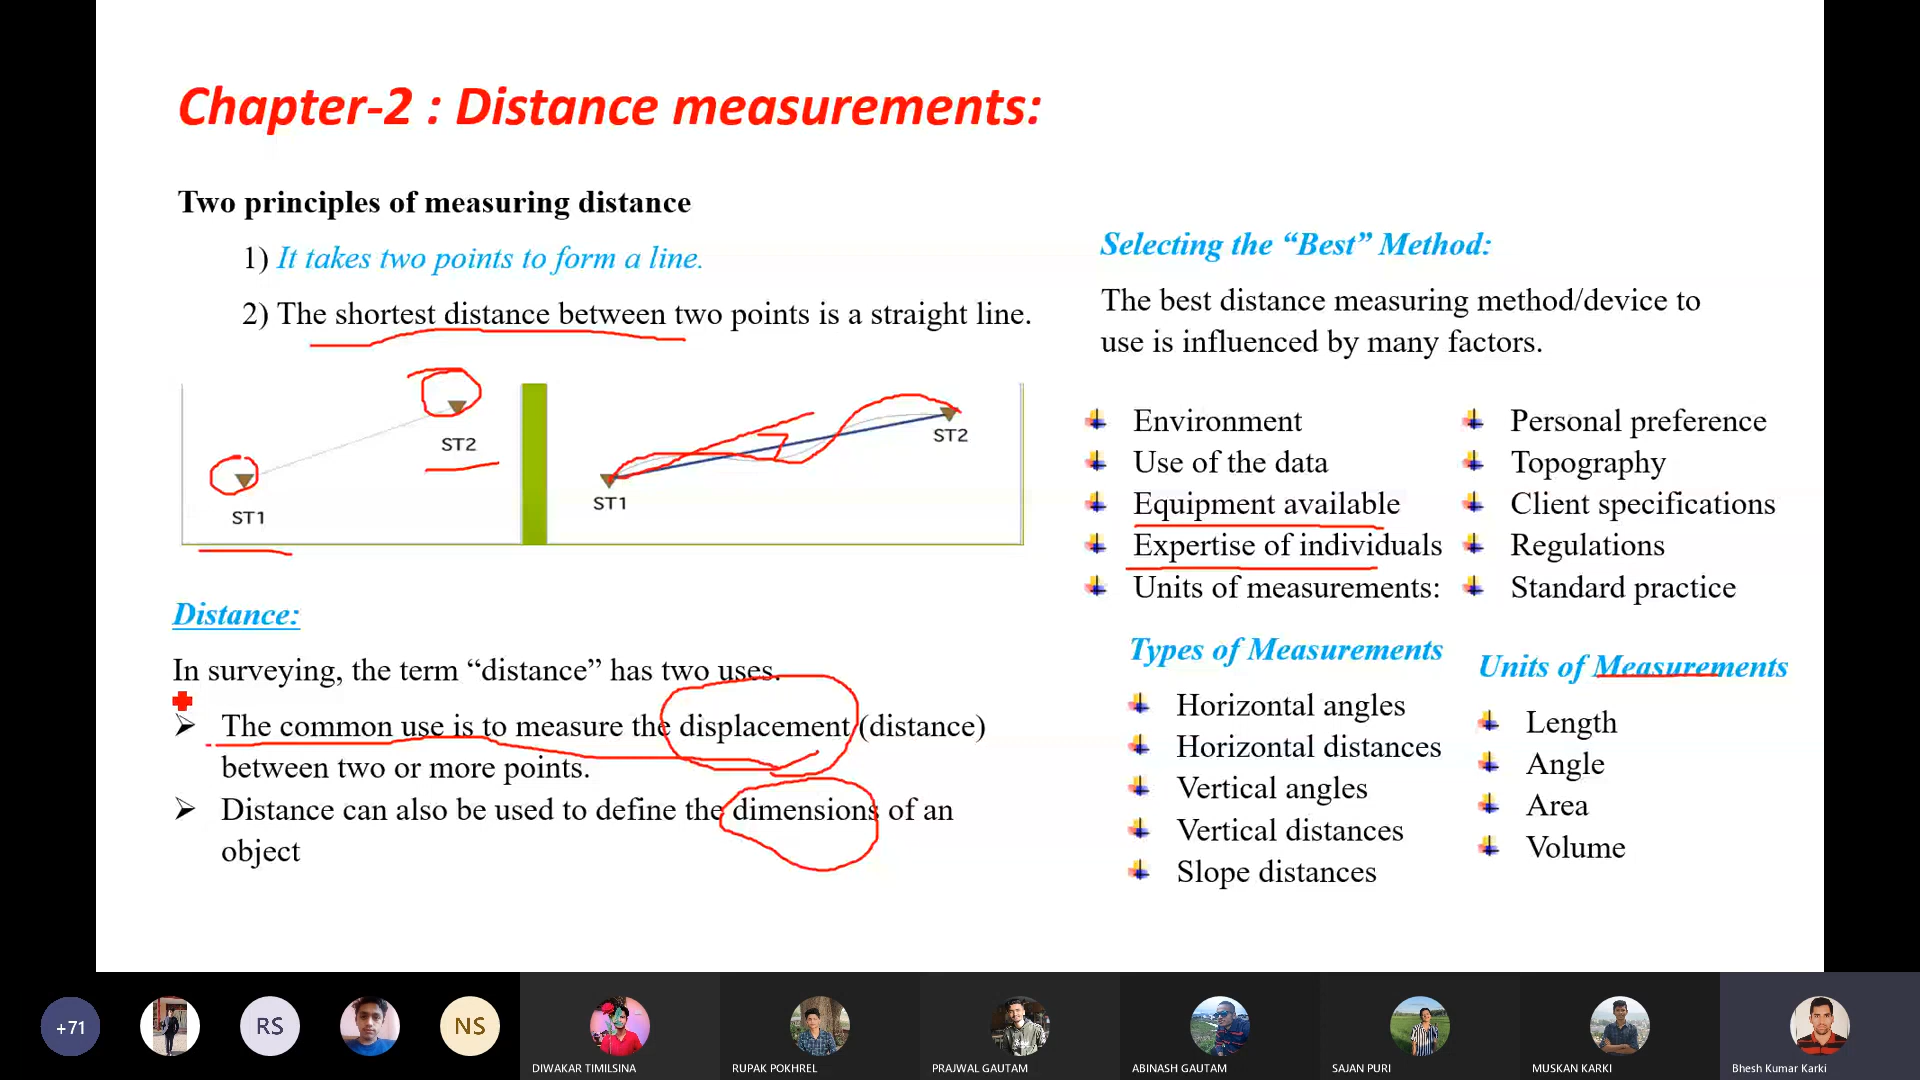 Chapter-2 : Distance measurements:
Two principles of measuring distance
1) It takes two points to form a line.
2) The shortest distance between two points is a straight line.
ST1
ST2
ST1
ST2
Distance:
In surveying, the term “distance” has two uses.
The common use is to measure the displacement (distance)
between two or more points.
Distance can also be used to define the dimensions of an
object
Selecting the “Best” Method:
The best distance measuring method/device to
use is influenced by many factors.
Environment
Use of the data
Equipment available
Expertise of individuals
Units of measurements:
Personal preference
Topography
Client specifications
Regulations
Standard practice
Types of Measurements
Horizontal angles
Horizontal distances
Vertical angles
Vertical distances
Slope distances
Units of Measurements
Length
Angle
Area
Volume
+71
RS
NS
DIWAKAR TIMILSINA
RUPAK POKHREL
PRAJWAL GAUTAM
ABINASH GAUTAM
SAJAN PURI
MUSKAN KARKI
Bhesh Kumar Karki